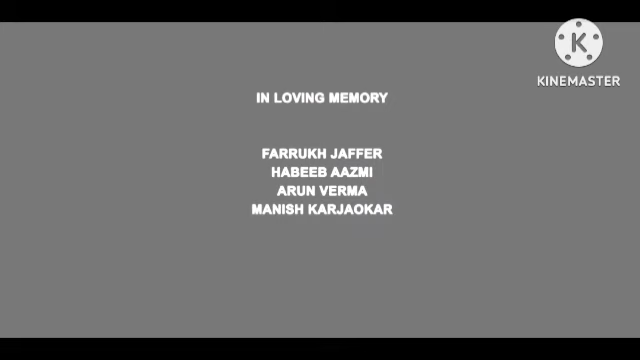 KINEMASTER
IN LOVING MEMORY
FARRUKH JAFFER
HABEEB AAZMI
ARUN VERMA
MANISH KARJAOKAR